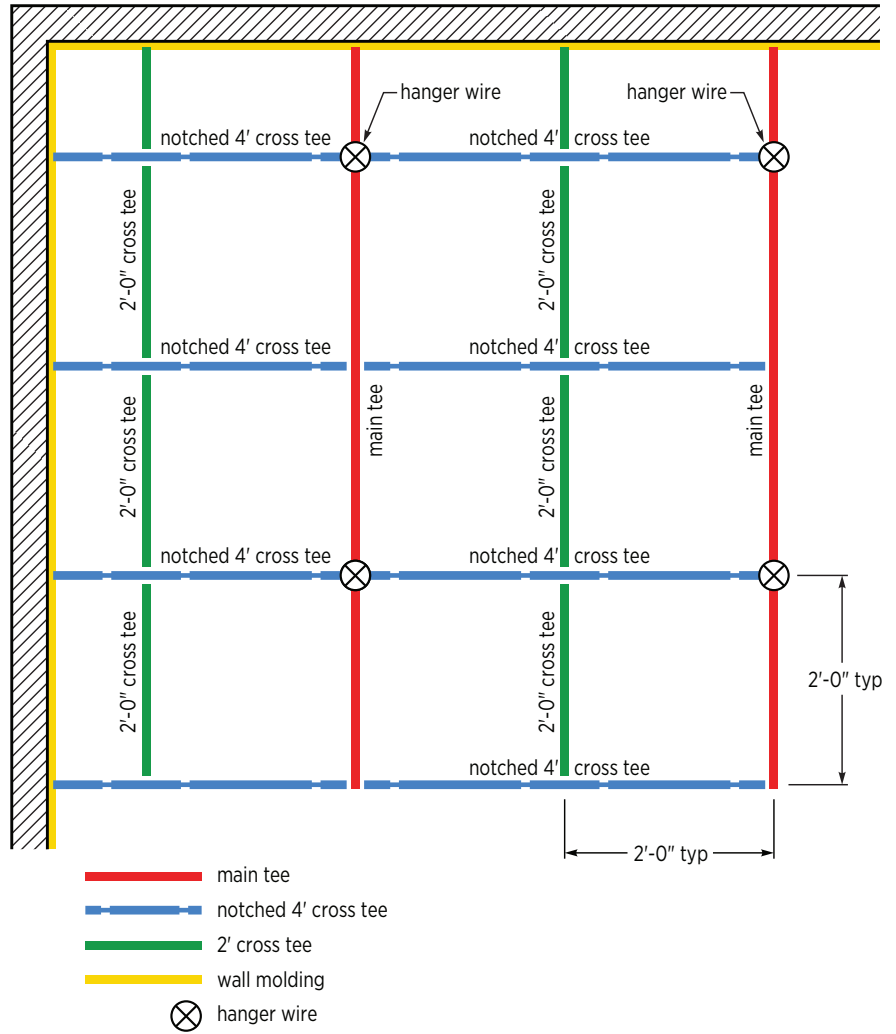 hanger wire
hanger wire
notched 4' cross tee
notched 4' cross tee
2'-0" cross tee
2'-0" cross tee
notched 4' cross tee
notched 4' cross tee
2'-0" cross tee
main tee
2'-0" cross tee
main tee
notched 4' cross tee
notched 4' cross tee
2'-0" cross tee
2'-0" cross tee
2'-0" typ
notched 4' cross tee
2'-0" typ
main tee
notched 4' cross tee
2' cross tee
wall molding
hanger wire